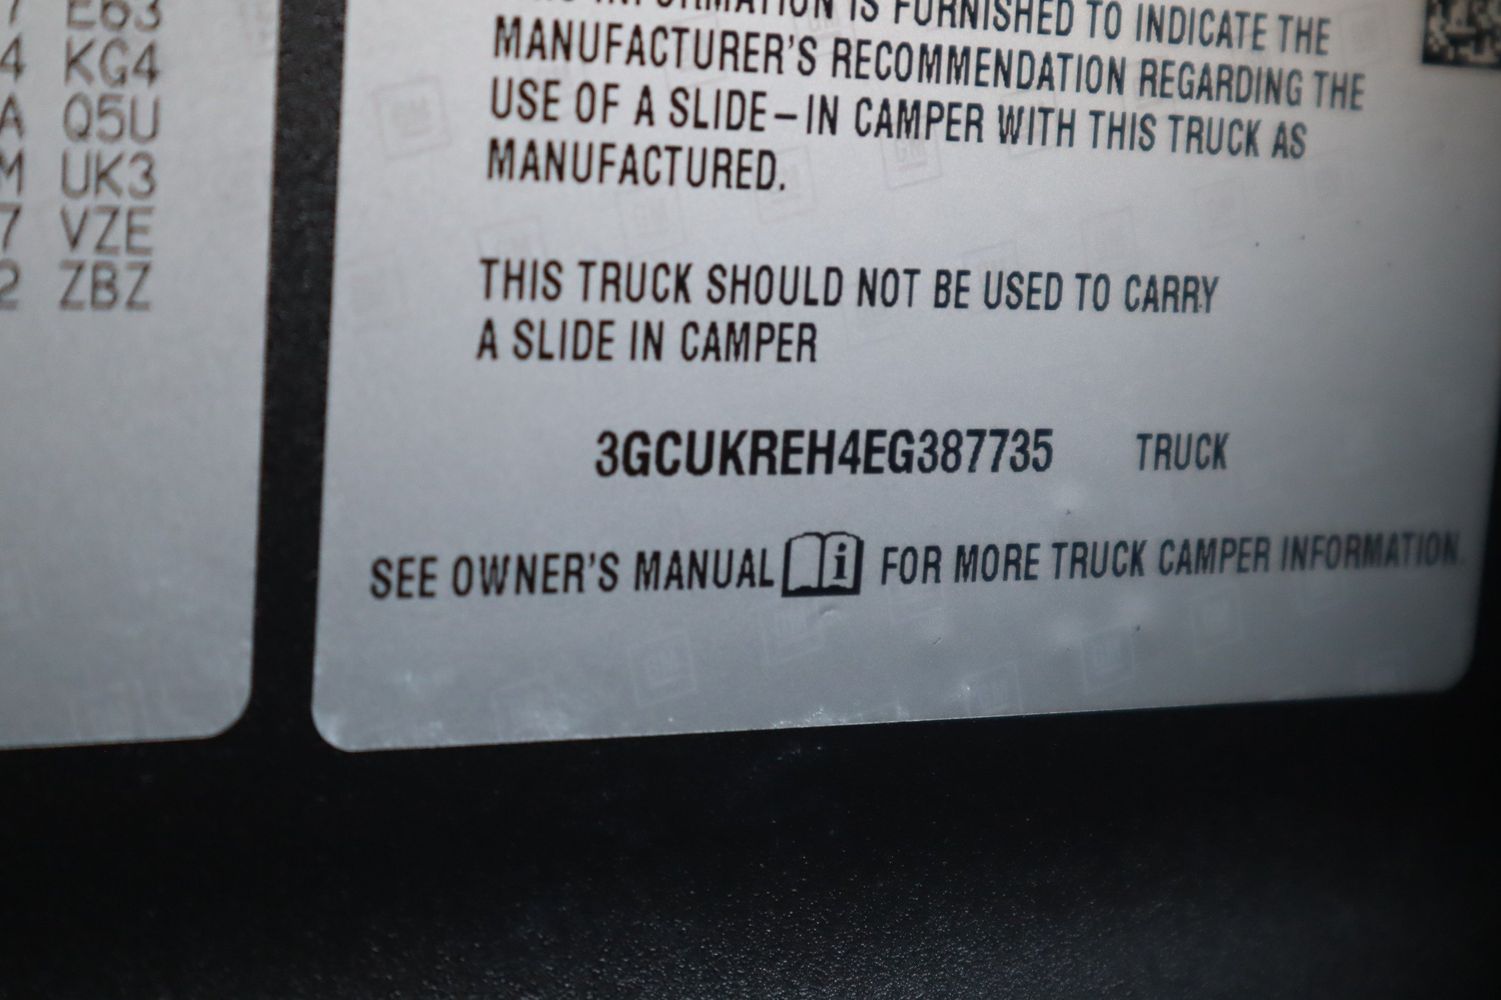 E63
4 KG4
A Q5U
M UK3
7 VZE
2 ZBZ
INFORMATION IS FURNISHED TO INDICATE THE
MANUFACTURER'S RECOMMENDATION REGARDING THE
USE OF A SLIDE–IN CAMPER WITH THIS TRUCK AS
MANUFACTURED.
THIS TRUCK SHOULD NOT BE USED TO CARRY
A SLIDE IN CAMPER
3GCUKREH4EG387735 TRUCK
SEE OWNER'S MANUAL i FOR MORE TRUCK CAMPER INFORMATION.